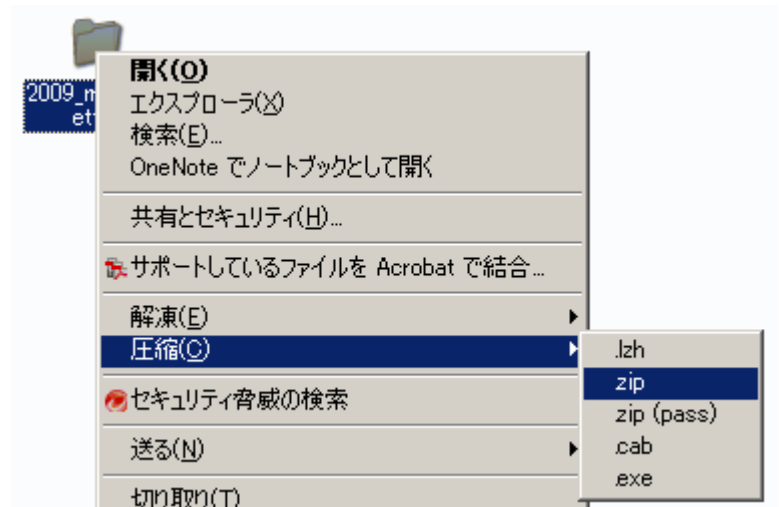 2009_m
et
開く(O)
エクスプローラ(X)
検索(E)...
OneNote でノートブックとして開く
共有とセキュリティ(H)...
サポートしているファイルを Acrobat で結合...
解凍(E)
圧縮(C)
セキュリティ脅威の検索
送る(N)
切り取り(T)
.lzh
.zip
.zip (pass)
.cab
.exe